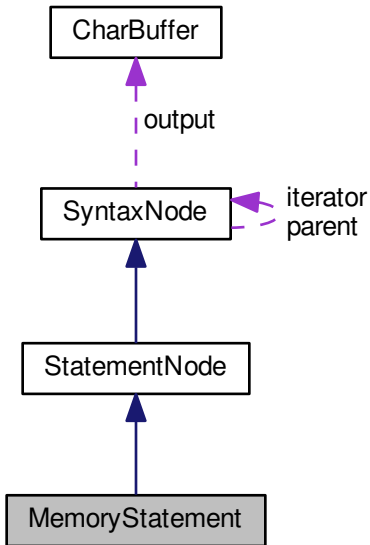 CharBuffer
output
SyntaxNode
iterator
parent
StatementNode
MemoryStatement